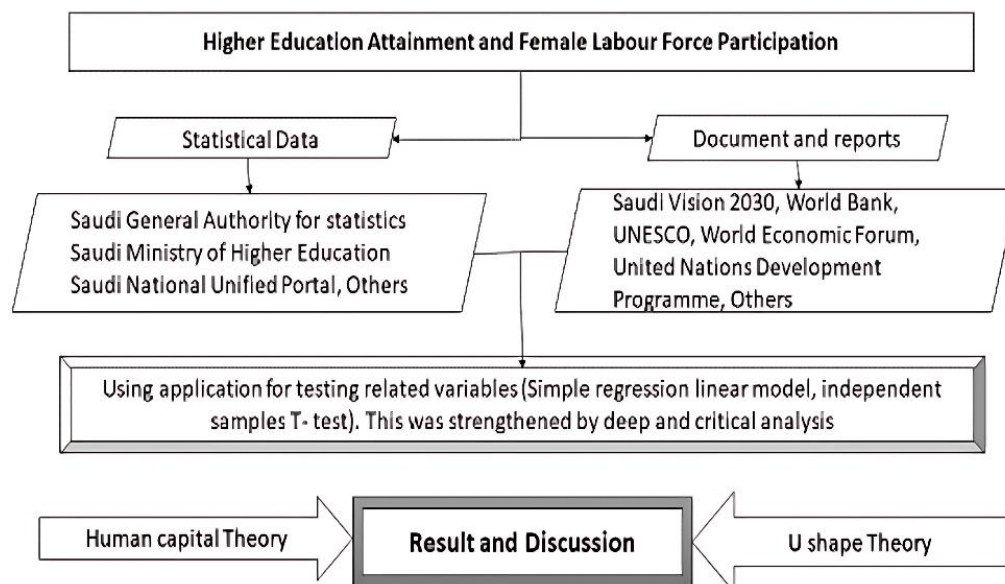 Higher Education Attainment and Female Labour Force Participation
Statistical Data
Document and reports
Saudi General Authority for statistics
Saudi Ministry of Higher Education
Saudi National Unified Portal, Others
Saudi Vision 2030, World Bank,
UNESCO, World Economic Forum,
United Nations Development
Programme, Others
Using application for testing related variables (Simple regression linear model, independent
samples T- test). This was strengthened by deep and critical analysis
Human capital Theory
Result and Discussion
U shape Theory